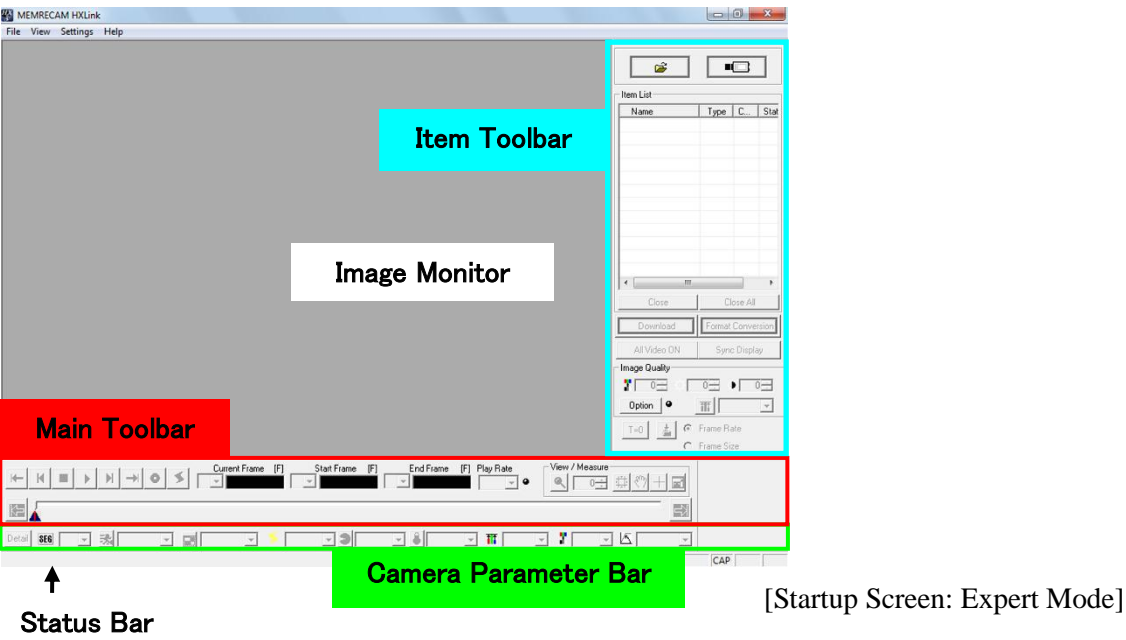 MEMRECAM HXLink
File View Settings Help
Item List
Name Type C... Stat
Item Toolbar
Image Monitor
Close Close All
Download Format Conversion
All Video ON Sync Display
Image Quality
0 0 0
Option
T=0 Frame Rate
Frame Size
Main Toolbar
Current Frame [F] Start Frame [F] End Frame [F] Play Rate View / Measure
0
Detail SEG
CAP
Camera Parameter Bar
Status Bar
[Startup Screen: Expert Mode]